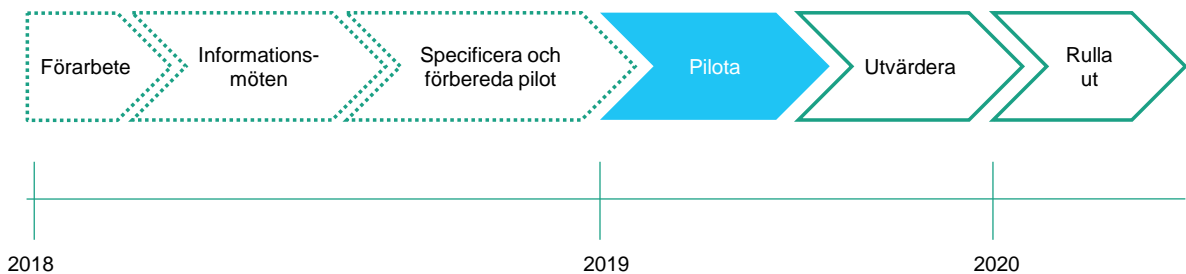 Förarbete
Informations-
möten
Specificera och
förbereda pilot
Pilota
Utvärdera
Rulla
ut
2018
2019
2020